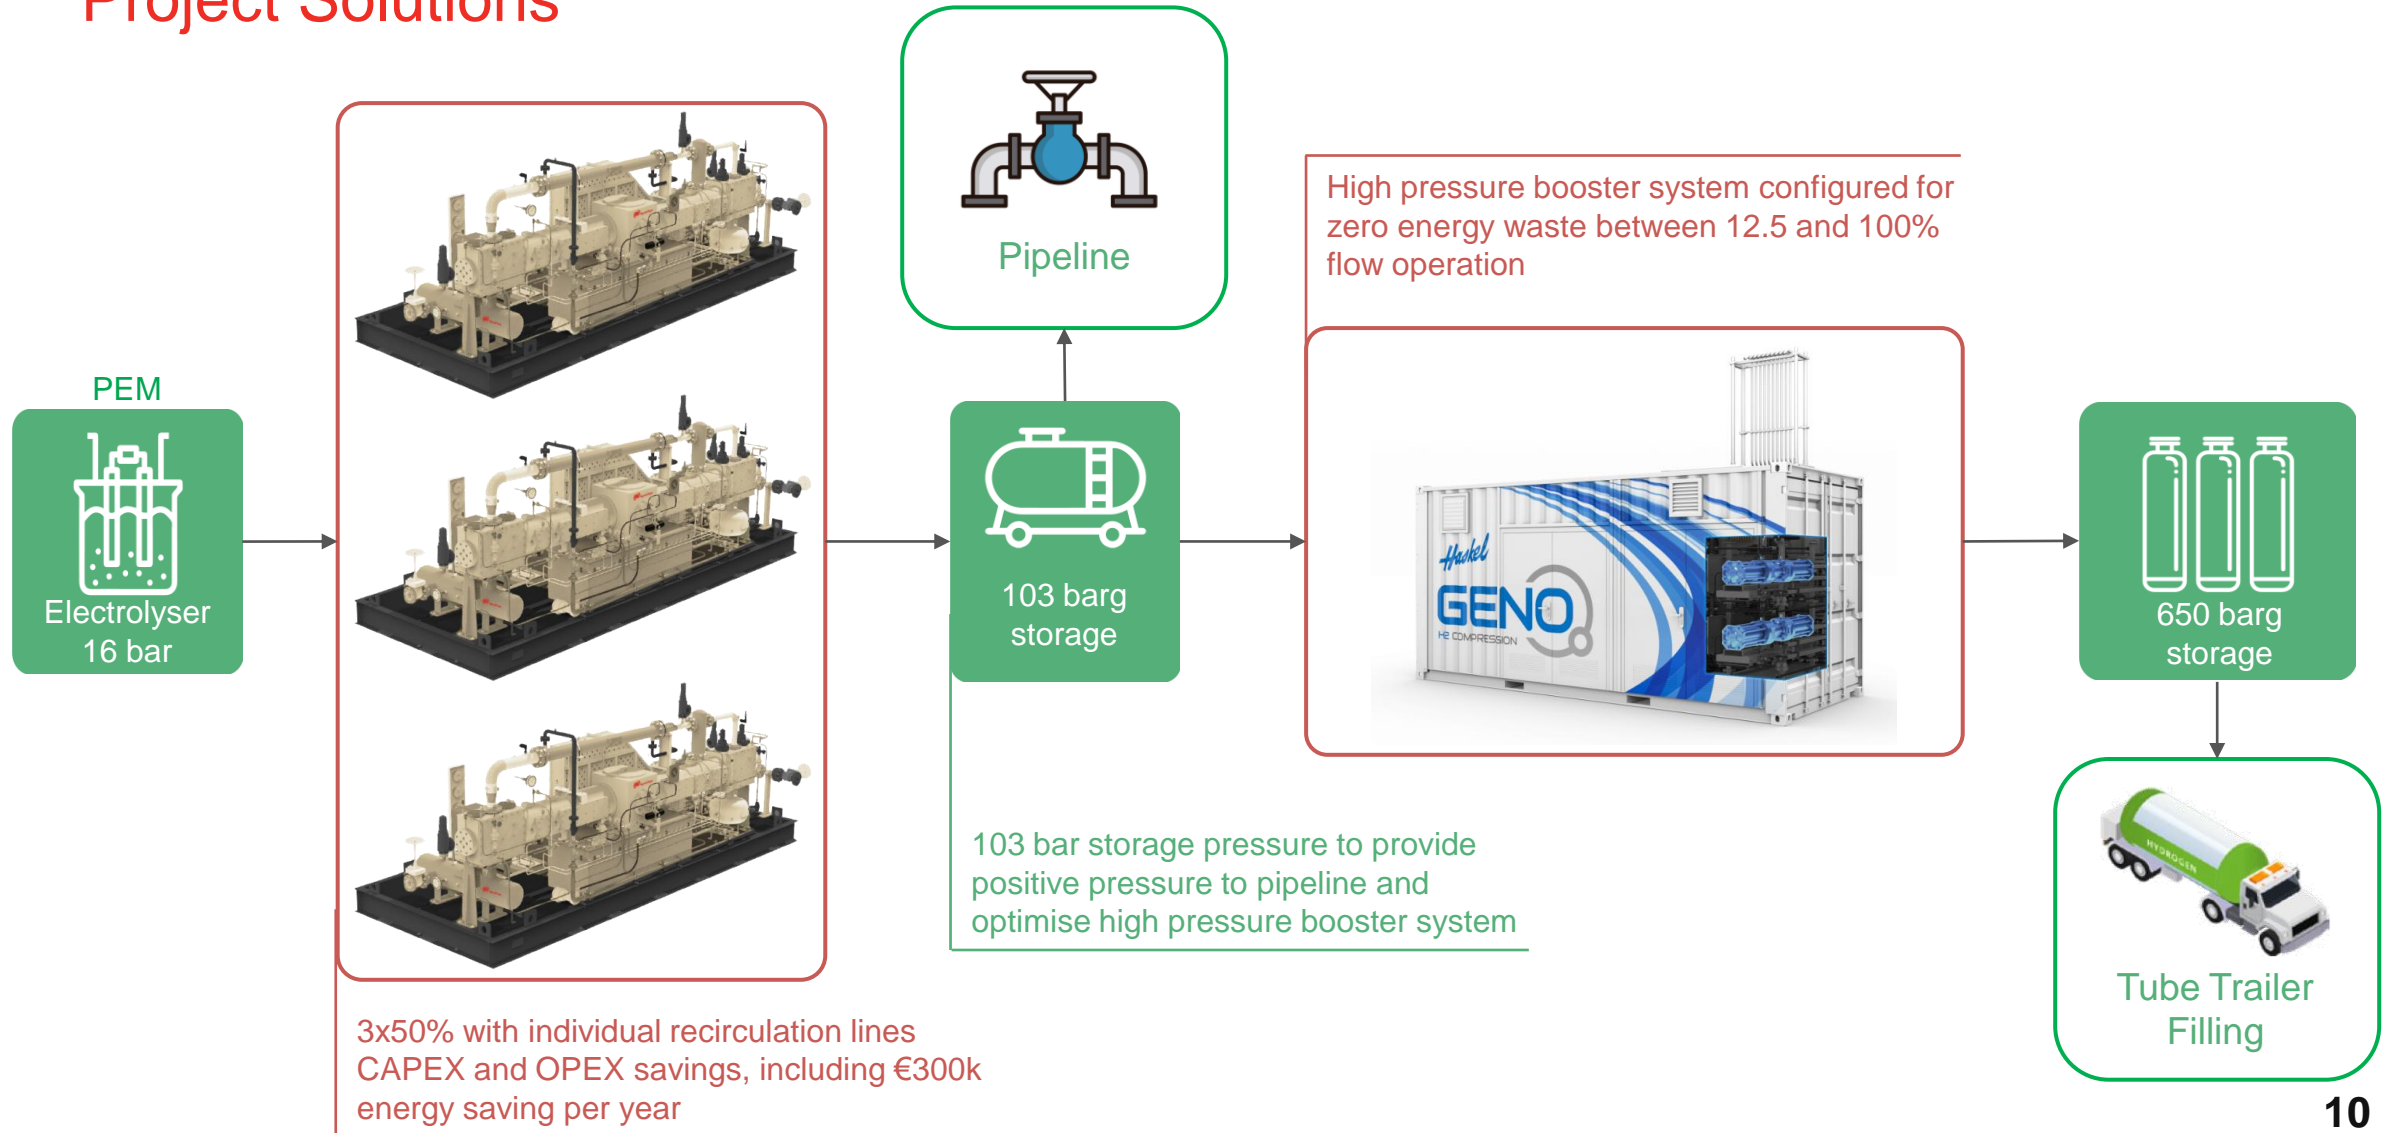 Project Solutions
Pipeline
High pressure booster system configured for
zero energy waste between 12.5 and 100%
flow operation
PEM
Electrolyser
16 bar
103 barg
storage
Haskel
GENO
H2 COMPRESSION
650 barg
storage
103 bar storage pressure to provide
positive pressure to pipeline and
optimise high pressure booster system
HYDROGEN
Tube Trailer
Filling
3x50% with individual recirculation lines
CAPEX and OPEX savings, including €300k
energy saving per year
10